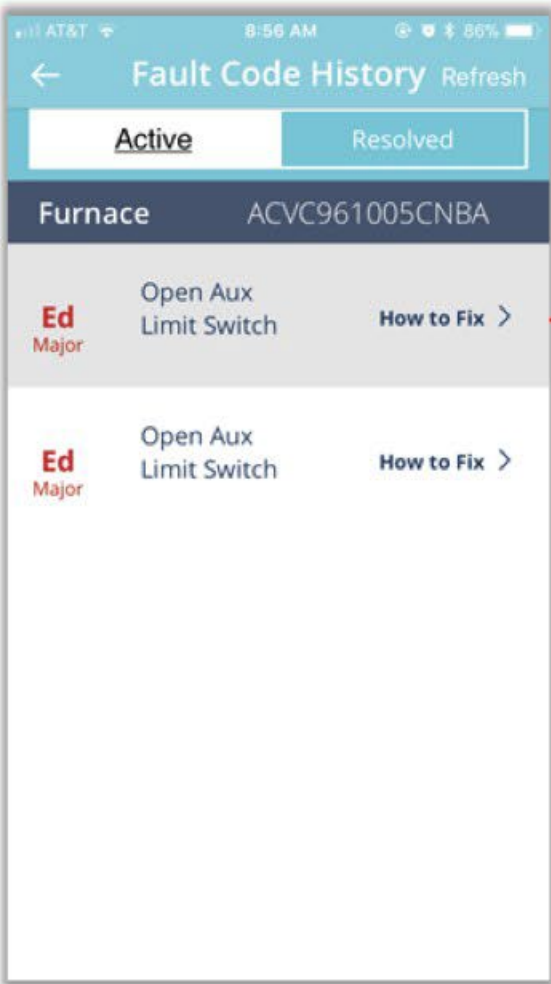 AT&T 8:56 AM 86%
← Fault Code History Refresh
Active Resolved
Furnace ACVC961005CNBA
Open Aux
Ed Limit Switch How to Fix >
Major
Open Aux
Ed Limit Switch How to Fix >
Major